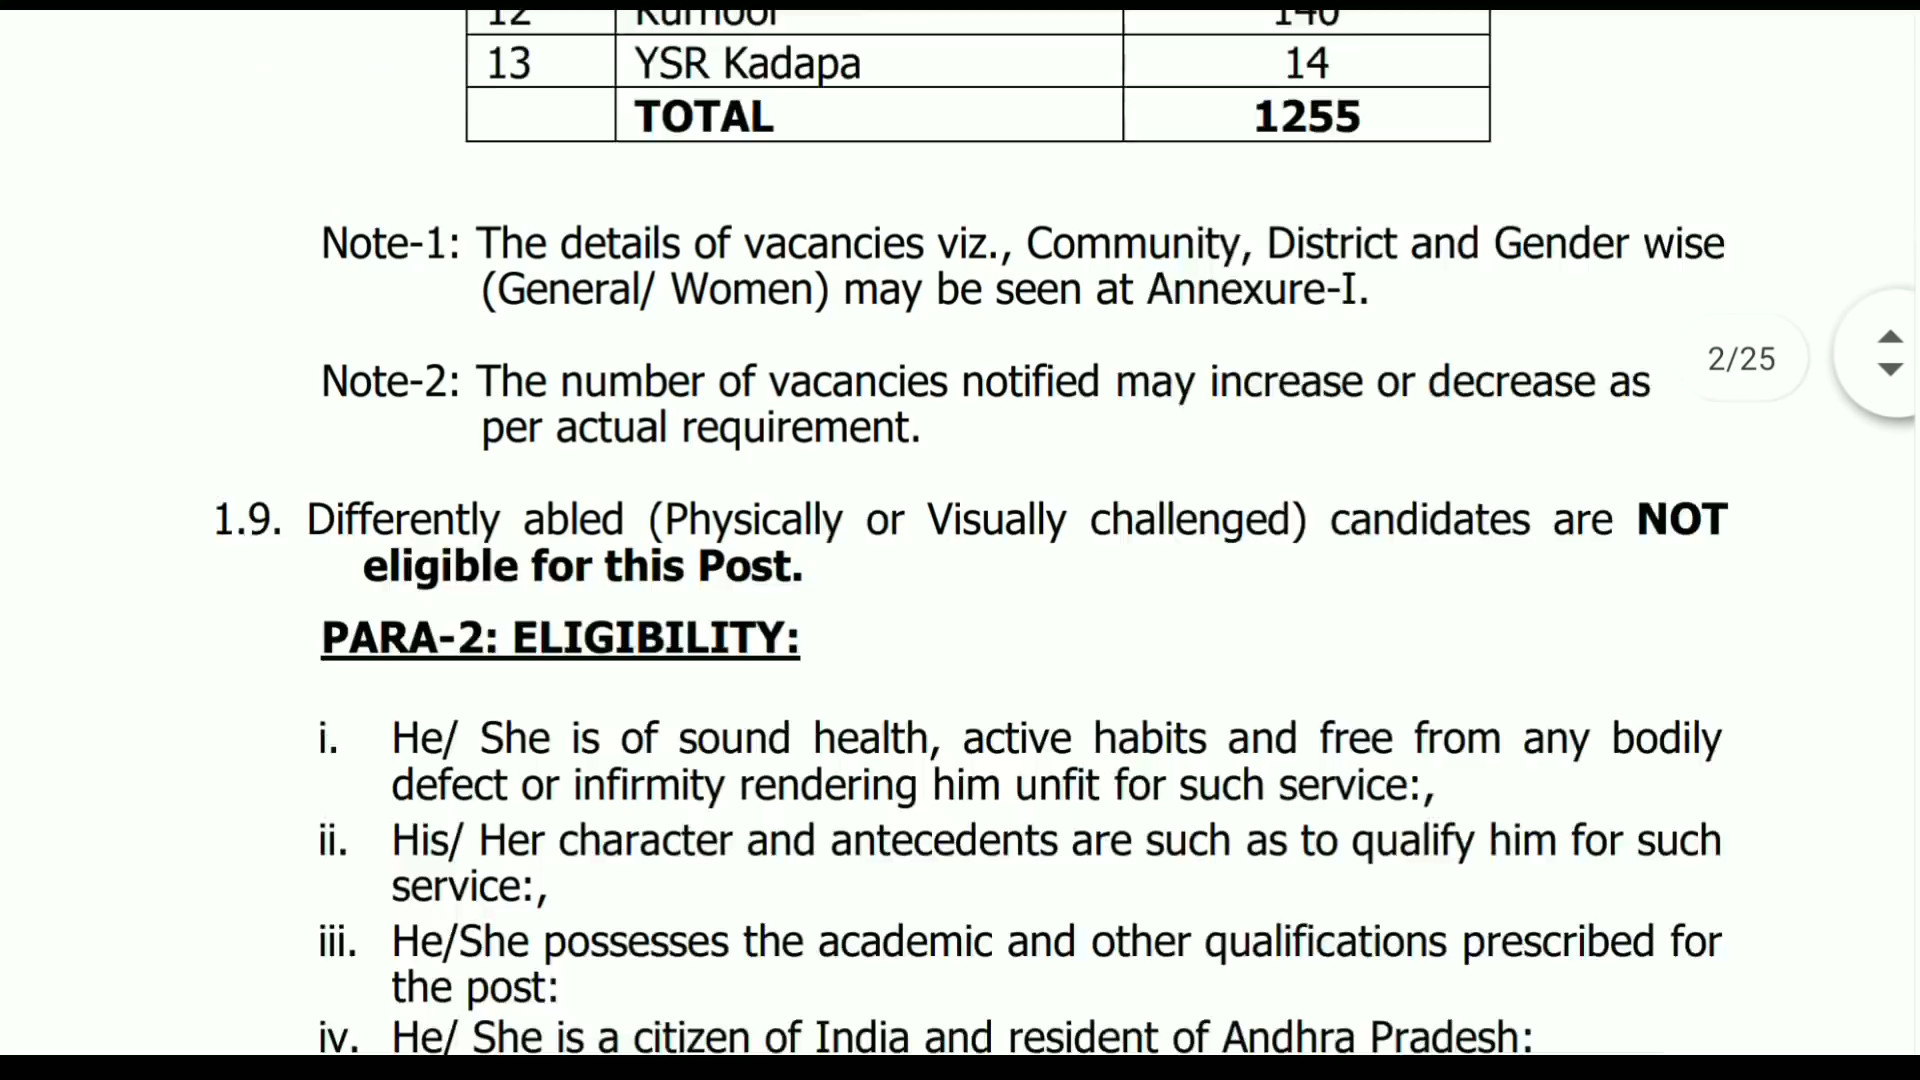 12 Kurnool 140
13 YSR Kadapa 14
TOTAL 1255
Note-1: The details of vacancies viz., Community, District and Gender wise
(General/ Women) may be seen at Annexure-I.
2/25
Note-2: The number of vacancies notified may increase or decrease as
per actual requirement.
1.9. Differently abled (Physically or Visually challenged) candidates are NOT
eligible for this Post.
PARA-2: ELIGIBILITY:
i. He/ She is of sound health, active habits and free from any bodily
defect or infirmity rendering him unfit for such service:,
ii. His/ Her character and antecedents are such as to qualify him for such
service:,
iii. He/She possesses the academic and other qualifications prescribed for
the post:
iv. He/ She is a citizen of India and resident of Andhra Pradesh: